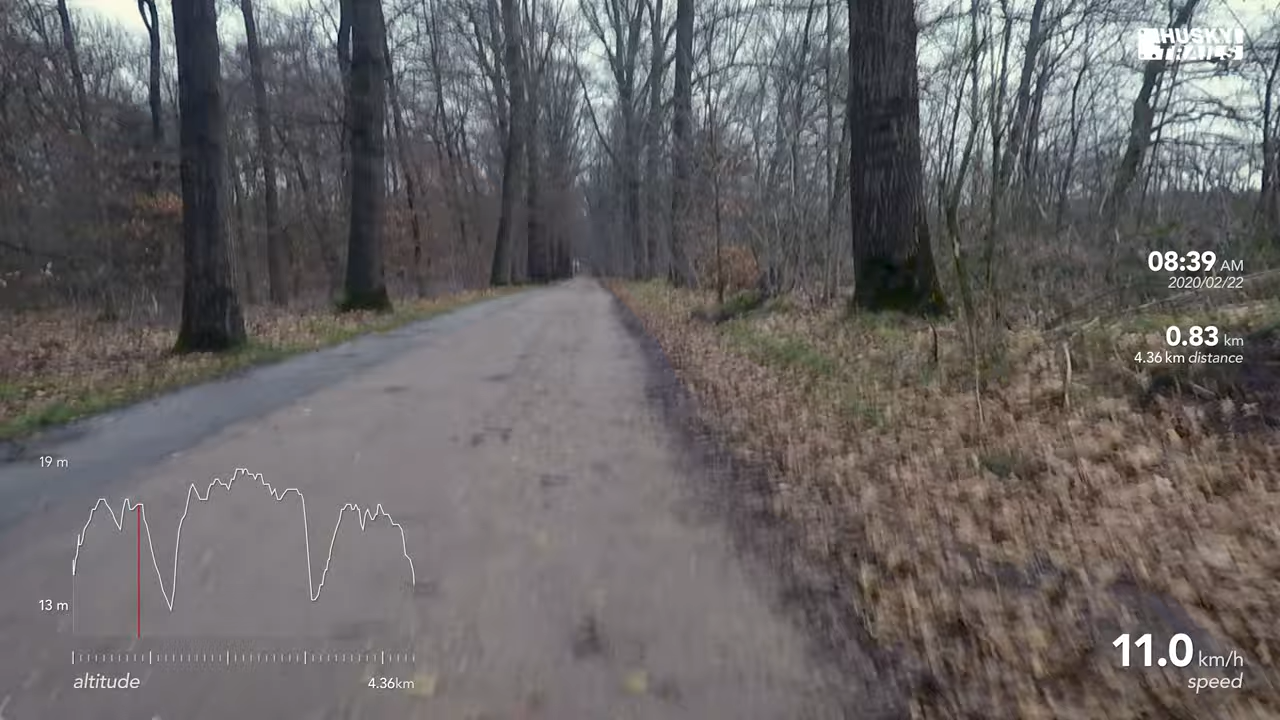 HUSKY!
08:39 AM
2020/02/22
0.83 km
4.36 km distance
19 m
13 m
11.0 km/h
speed
altitude
4.36km